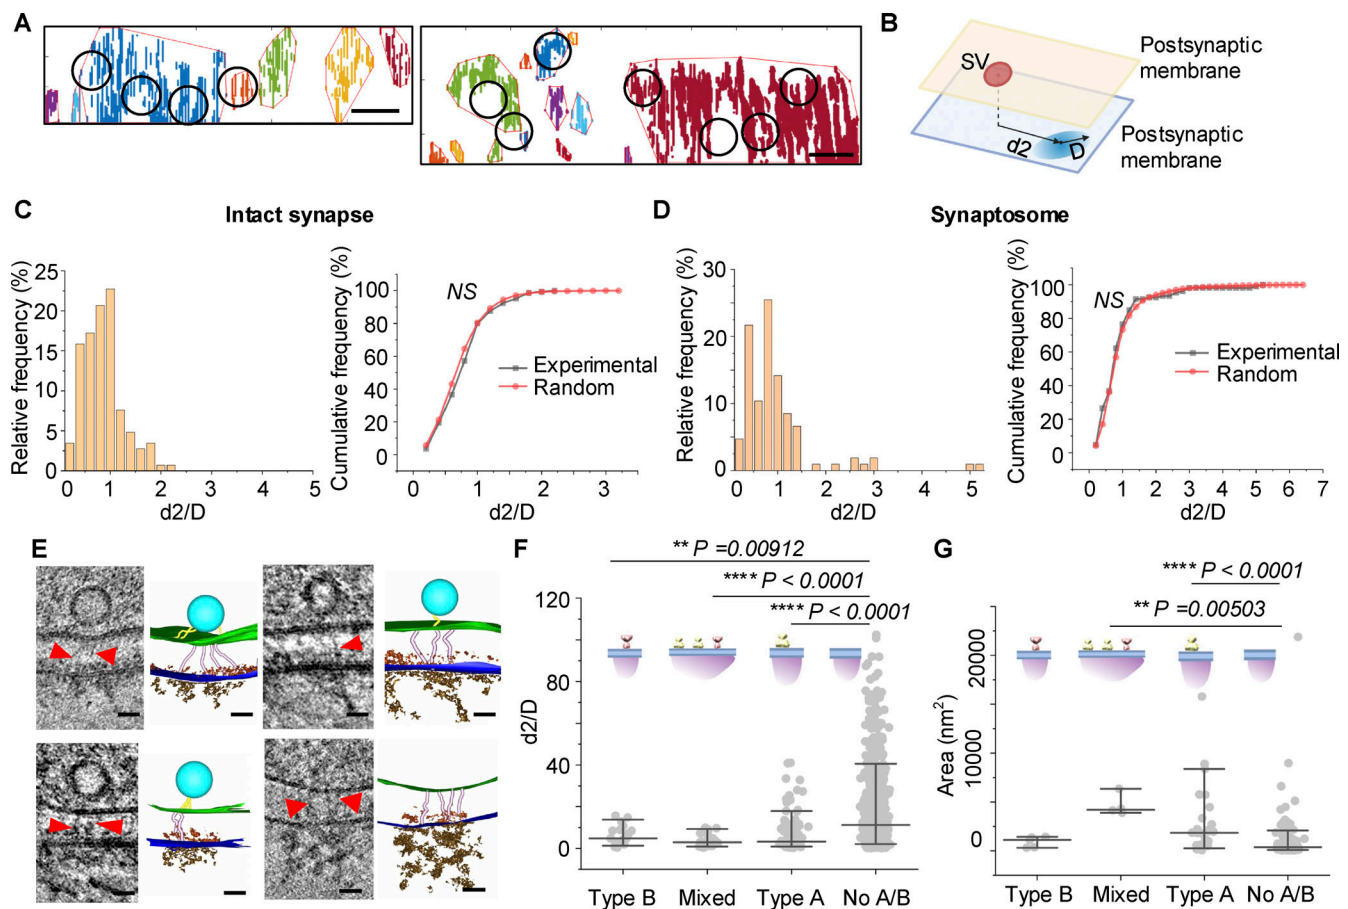 A
B
SV
Postsynaptic
membrane
Postsynaptic
membrane
d2
D
C
Intact synapse
D
Synaptosome
Relative frequency (%)
25
20
15
10
5
0
0
1
2
3
4
5
d2/D
Cumulative frequency (%)
100
80
60
40
20
0
NS
Experimental
Random
0
1
2
3
d2/D
Relative frequency (%)
30
20
10
0
0
1
2
3
4
5
d2/D
Cumulative frequency (%)
100
80
60
40
20
0
NS
Experimental
Random
0
1
2
3
4
5
6
7
d2/D
E
F
** P =0.00912
**** P < 0.0001
**** P < 0.0001
d2/D
120
80
40
0
Type B
Mixed
Type A
No A/B
G
**** P < 0.0001
** P =0.00503
Area (nm²)
20000
10000
0
Type B
Mixed
Type A
No A/B